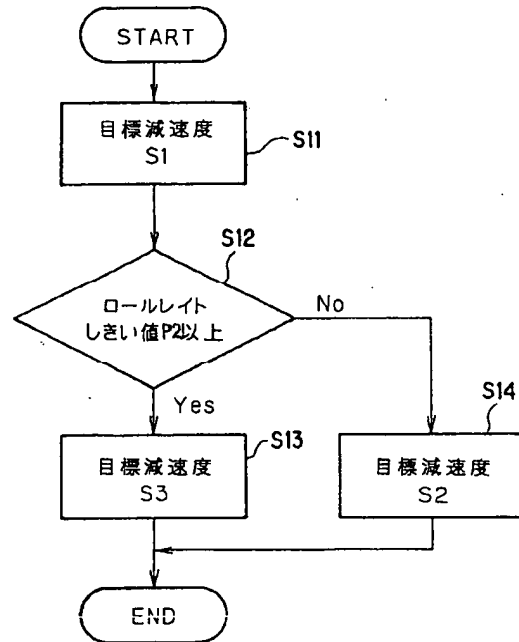 START
目標減速度
S1
S11
S12
ロールレイト
しきい値P2以上
No
Yes
S13
目標減速度
S3
S14
目標減速度
S2
END